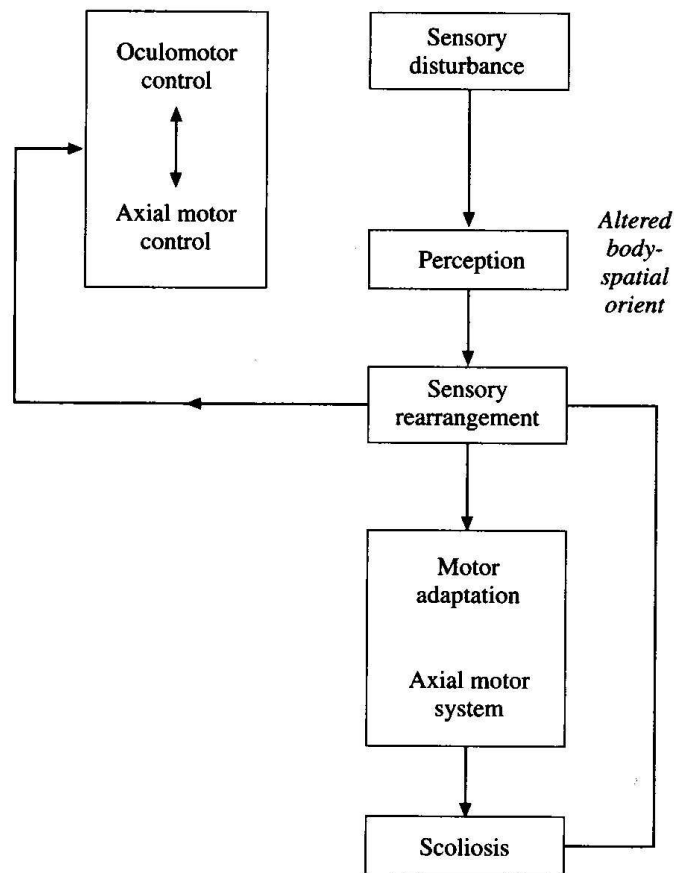 Oculomotor
control
Axial motor
control
Sensory
disturbance
Perception
Altered
body-
spatial
orient
Sensory
rearrangement
Motor
adaptation
Axial motor
system
Scoliosis